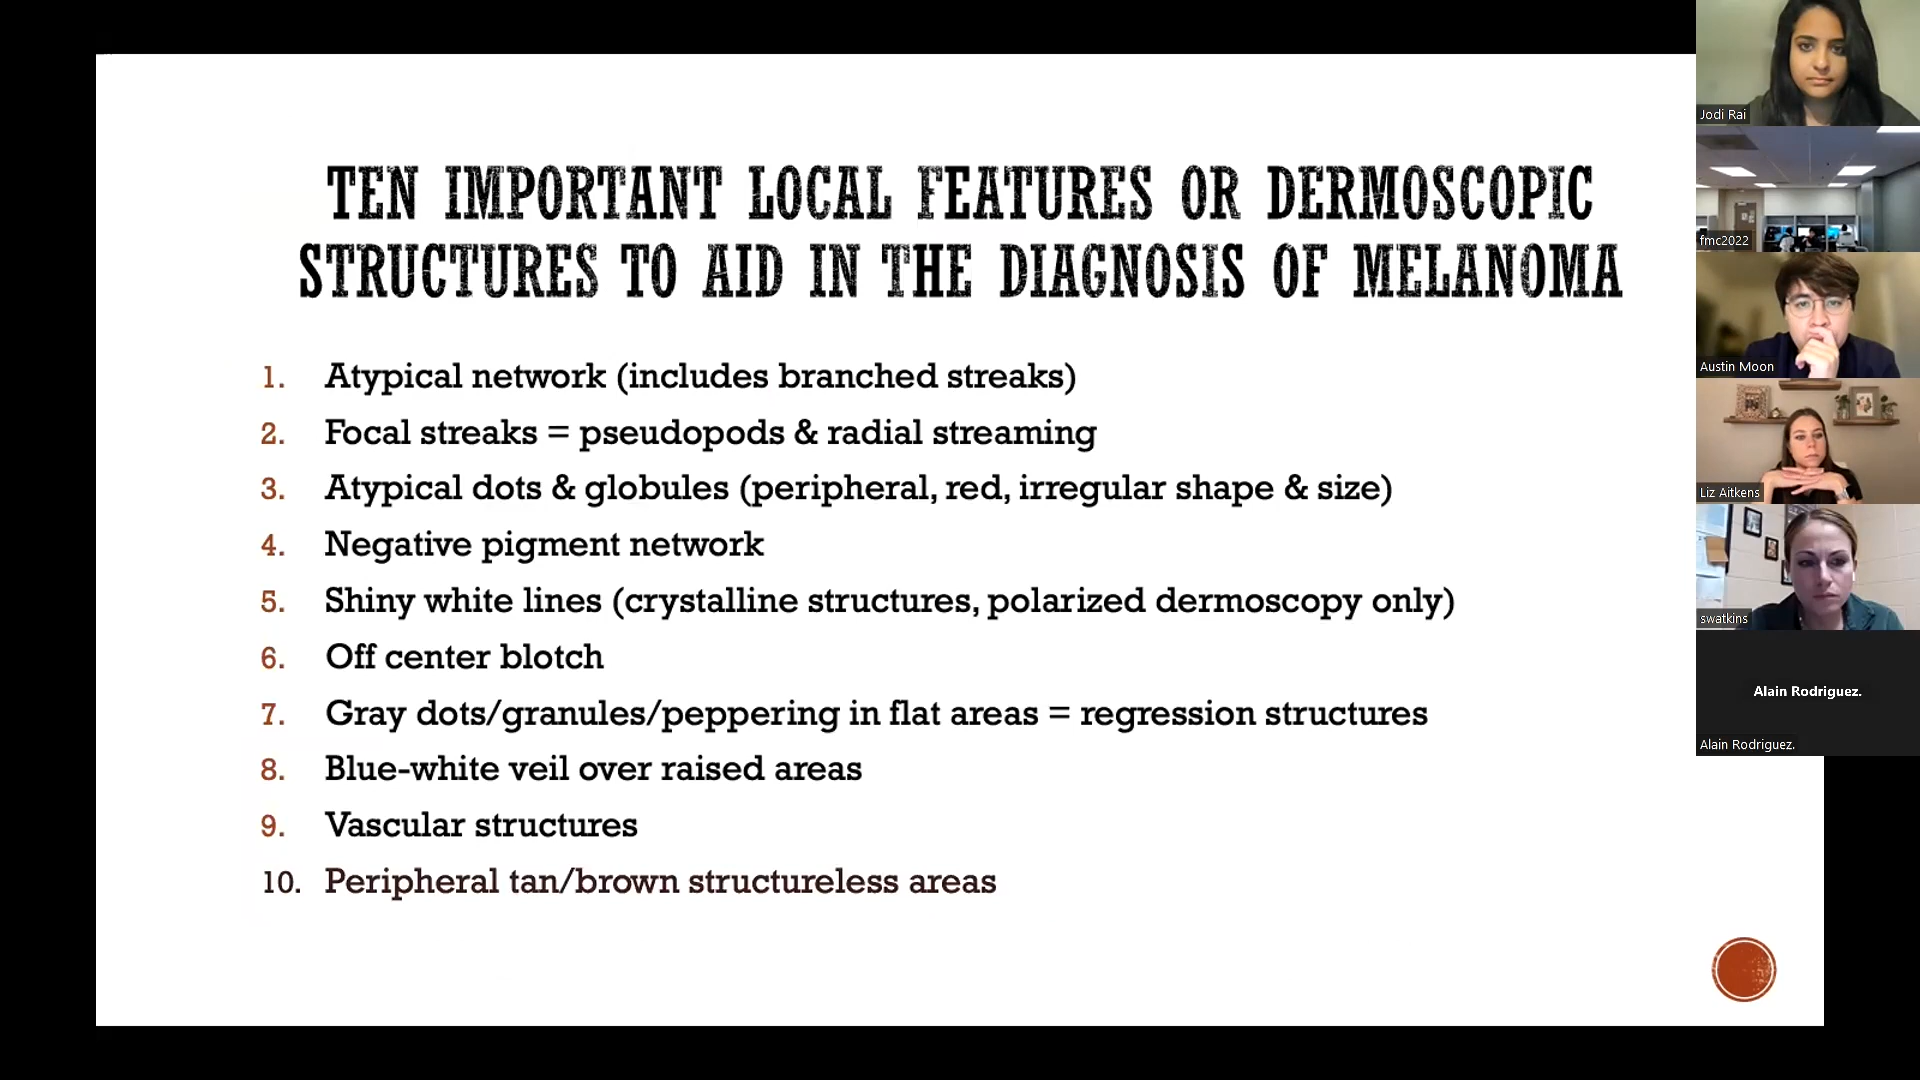 TEN IMPORTANT LOCAL FEATURES OR DERMOSCOPIC
STRUCTURES TO AID IN THE DIAGNOSIS OF MELANOMA
1. Atypical network (includes branched streaks)
2. Focal streaks = pseudopods & radial streaming
3. Atypical dots & globules (peripheral, red, irregular shape & size)
4. Negative pigment network
5. Shiny white lines (crystalline structures, polarized dermoscopy only)
6. Off center blotch
7. Gray dots/granules/peppering in flat areas = regression structures
8. Blue-white veil over raised areas
9. Vascular structures
10. Peripheral tan/brown structureless areas
Jodi Rai
fmc2022
Austin Moon
Liz Aitkens
swatkins
Alain Rodriguez.
Alain Rodriguez.